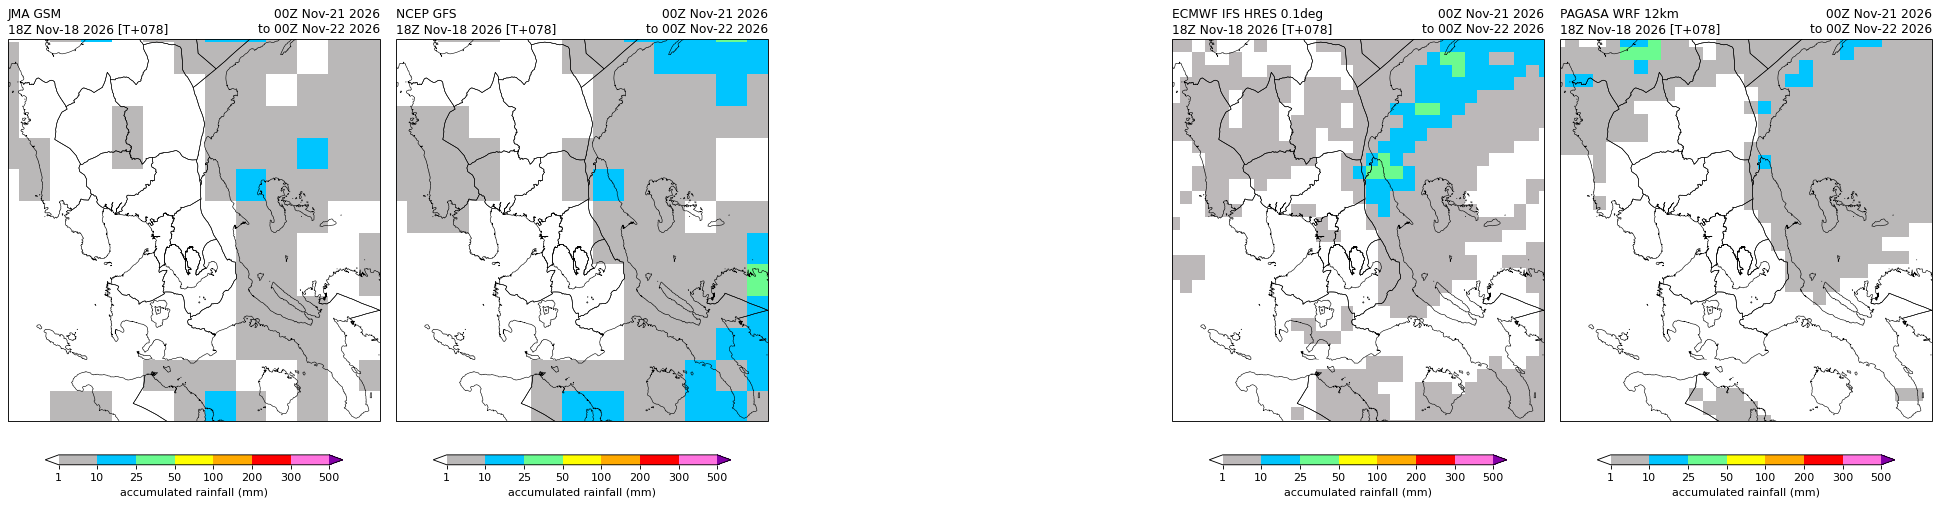 JMA GSM 00Z Nov-21 2026
18Z Nov-18 2026 [T+078] to 00Z Nov-22 2026
1 10 25 50 100 200 300 500
accumulated rainfall (mm)
NCEP GFS 00Z Nov-21 2026
18Z Nov-18 2026 [T+078] to 00Z Nov-22 2026
1 10 25 50 100 200 300 500
accumulated rainfall (mm)
ECMWF IFS HRES 0.1deg 00Z Nov-21 2026
18Z Nov-18 2026 [T+078] to 00Z Nov-22 2026
1 10 25 50 100 200 300 500
accumulated rainfall (mm)
PAGASA WRF 12km 00Z Nov-21 2026
18Z Nov-18 2026 [T+078] to 00Z Nov-22 2026
1 10 25 50 100 200 300 500
accumulated rainfall (mm)